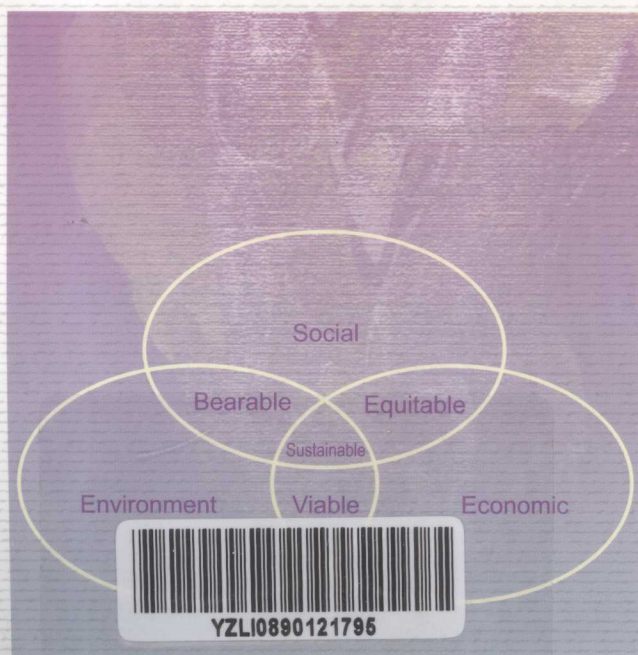 Social
Bearable Equitable
Sustainable
Environment Viable Economic
YZLI0890121795